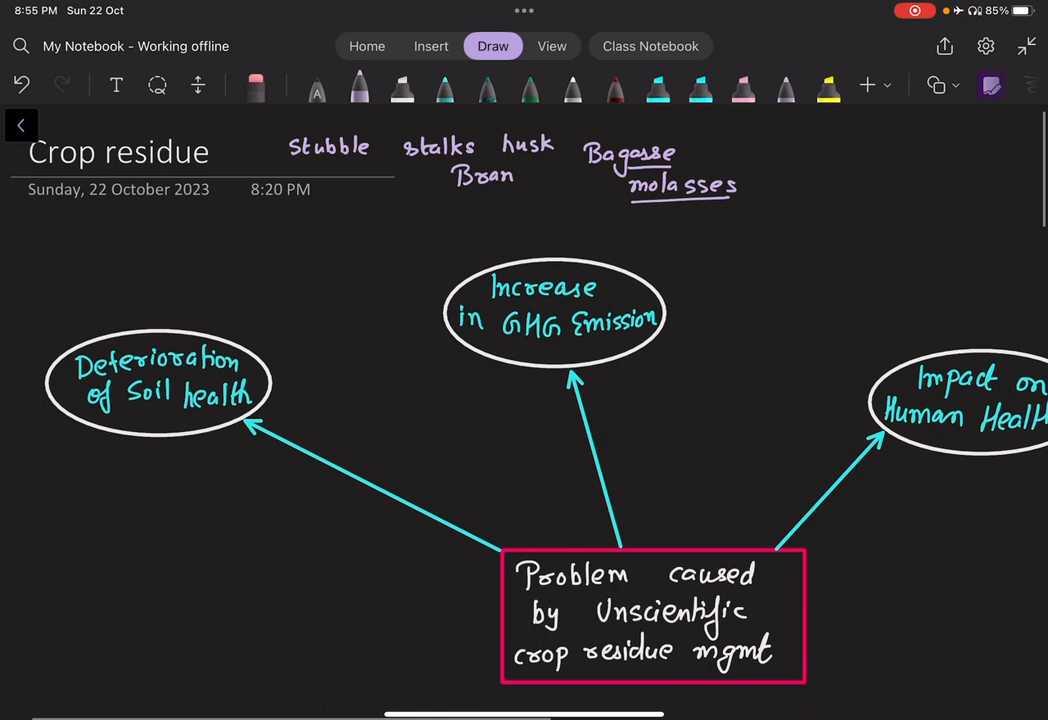 8:55 PM Sun 22 Oct
85%
My Notebook - Working offline
Home Insert Draw View Class Notebook
T
A
Crop residue
Stubble stalks husk Bagasse
Bran molasses
Sunday, 22 October 2023 8:20 PM
Increase
in GHG Emission
Deterioration
of Soil health
Impact on
Human Health
Problem caused
by Unscientific
crop residue mgmt